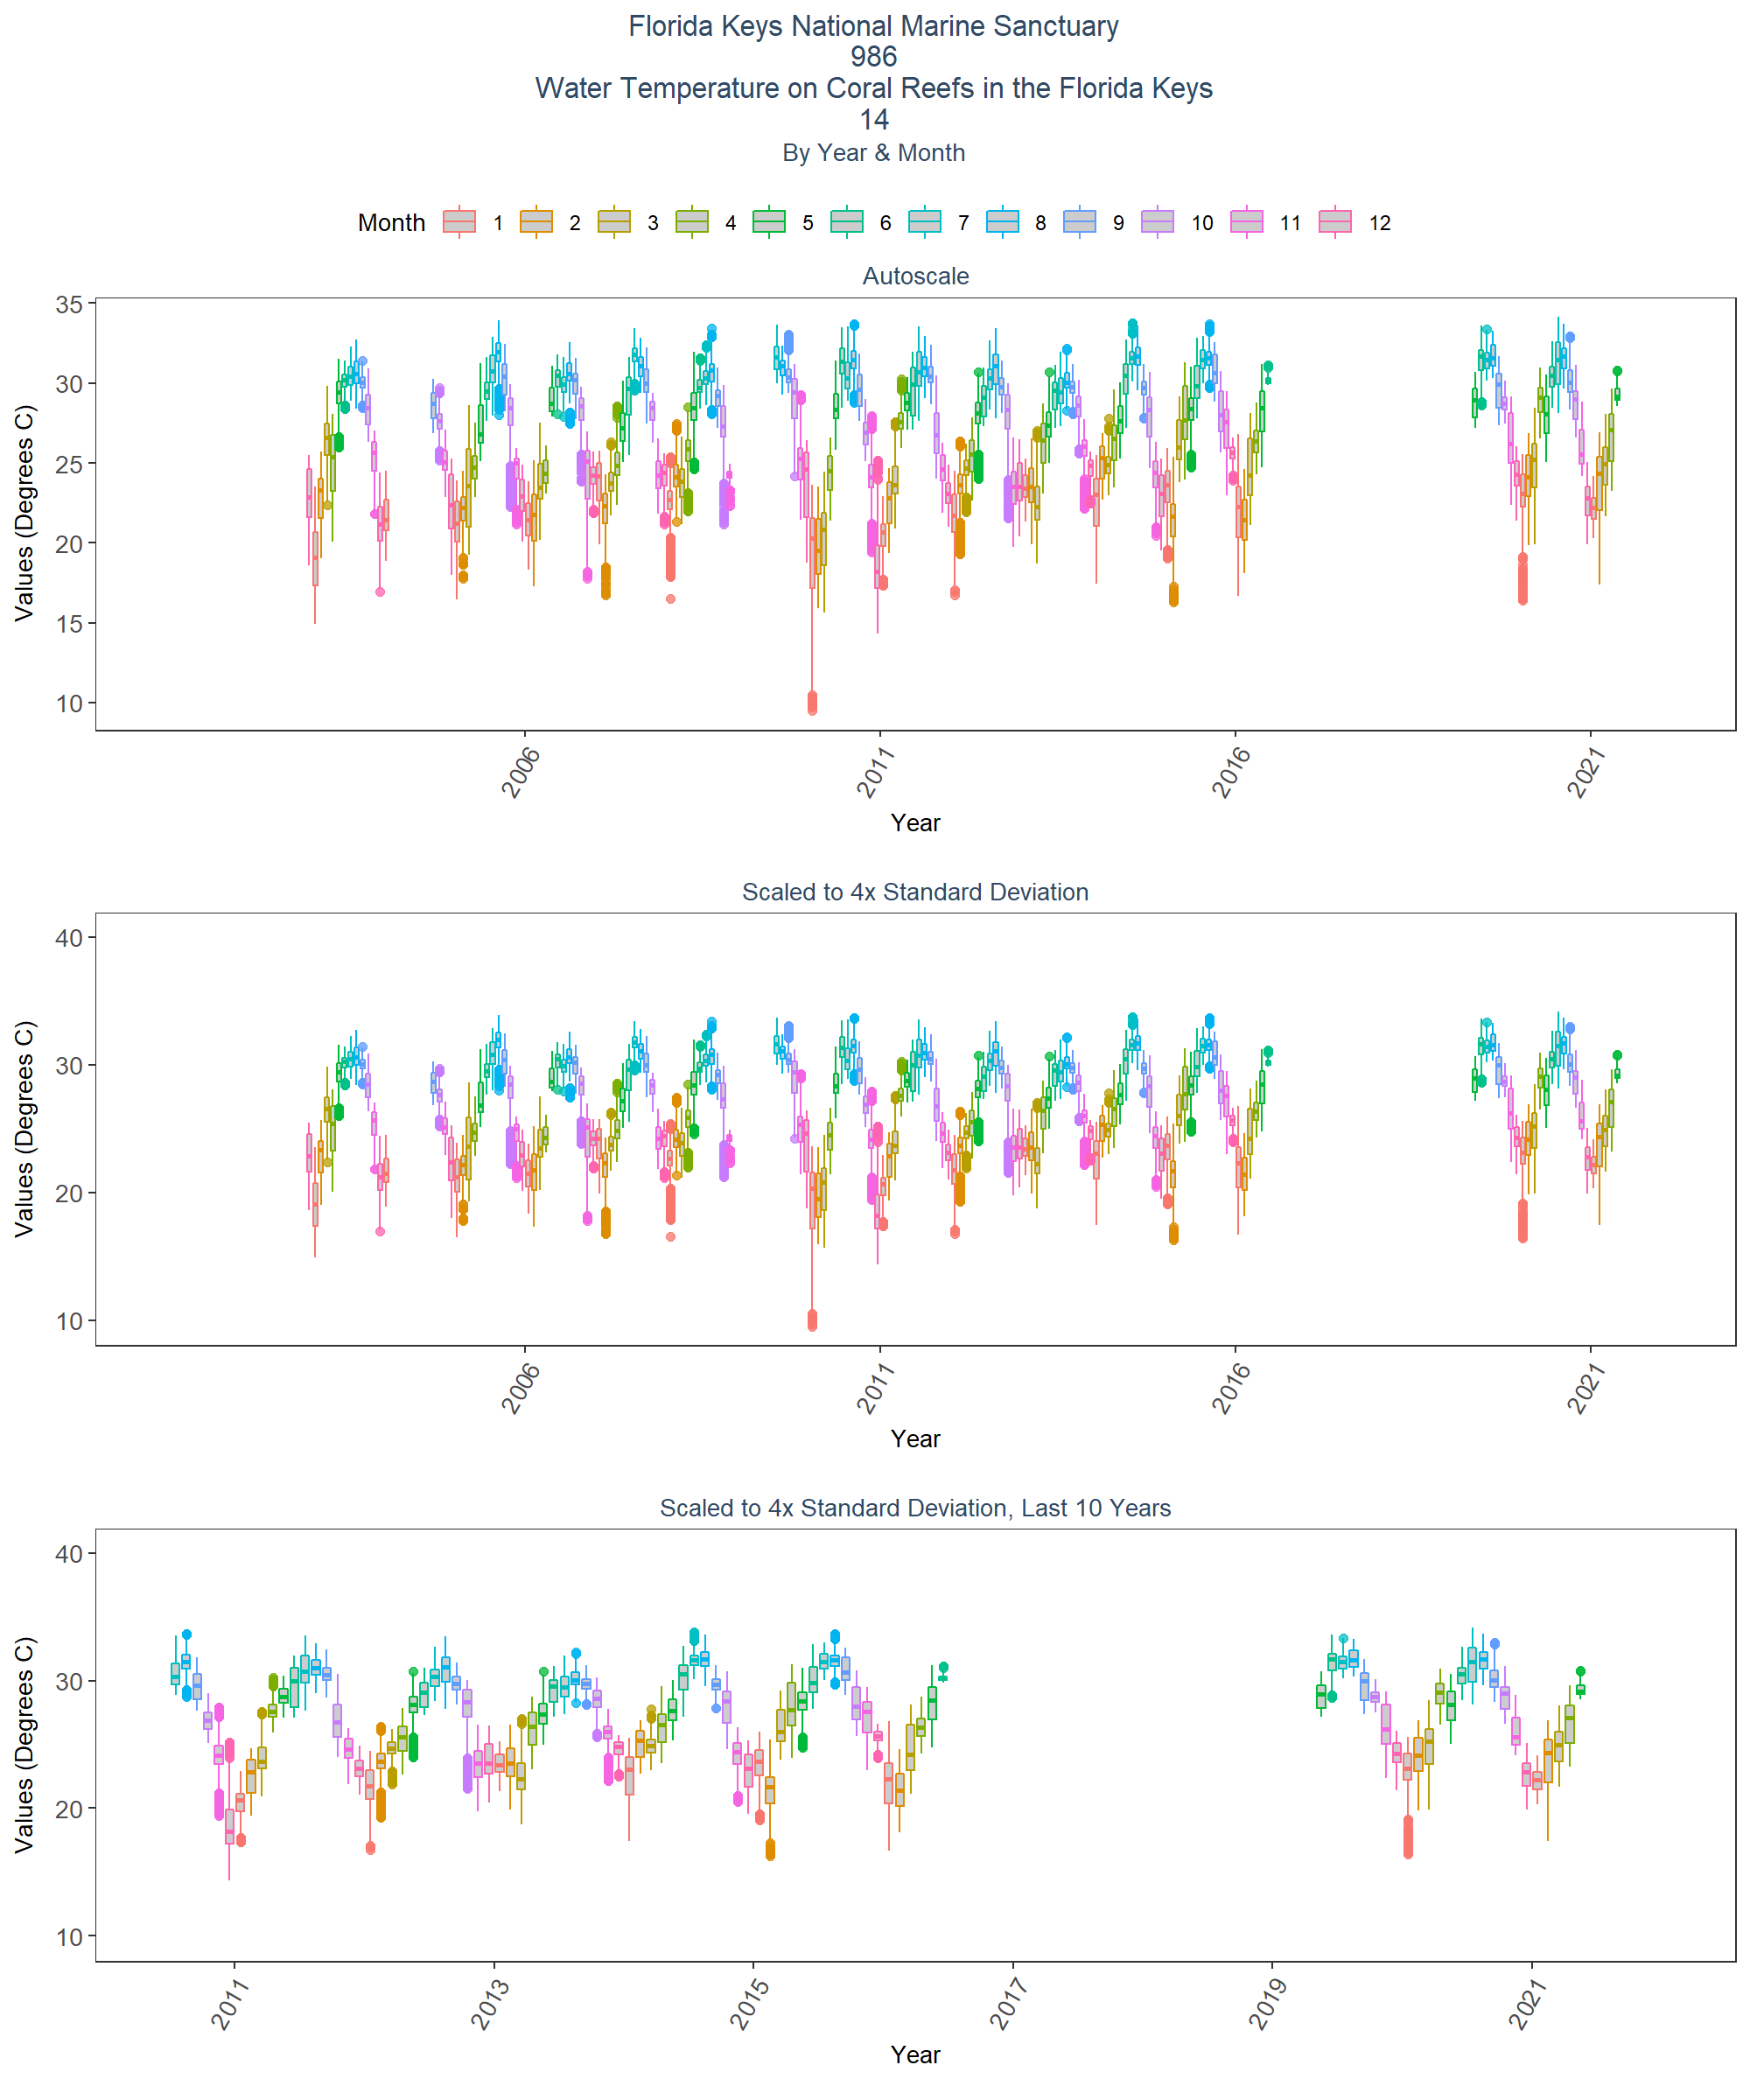 Florida Keys National Marine Sanctuary
986
Water Temperature on Coral Reefs in the Florida Keys
14
By Year & Month
Month 1 2 3 4 5 6 7 8 9 10 11 12
Autoscale
Values (Degrees C)
35
30
25
20
15
10
2006 2011 2016 2021
Year
Scaled to 4x Standard Deviation
Values (Degrees C)
40
30
20
10
2006 2011 2016 2021
Year
Scaled to 4x Standard Deviation, Last 10 Years
Values (Degrees C)
40
30
20
10
2011 2013 2015 2017 2019 2021
Year